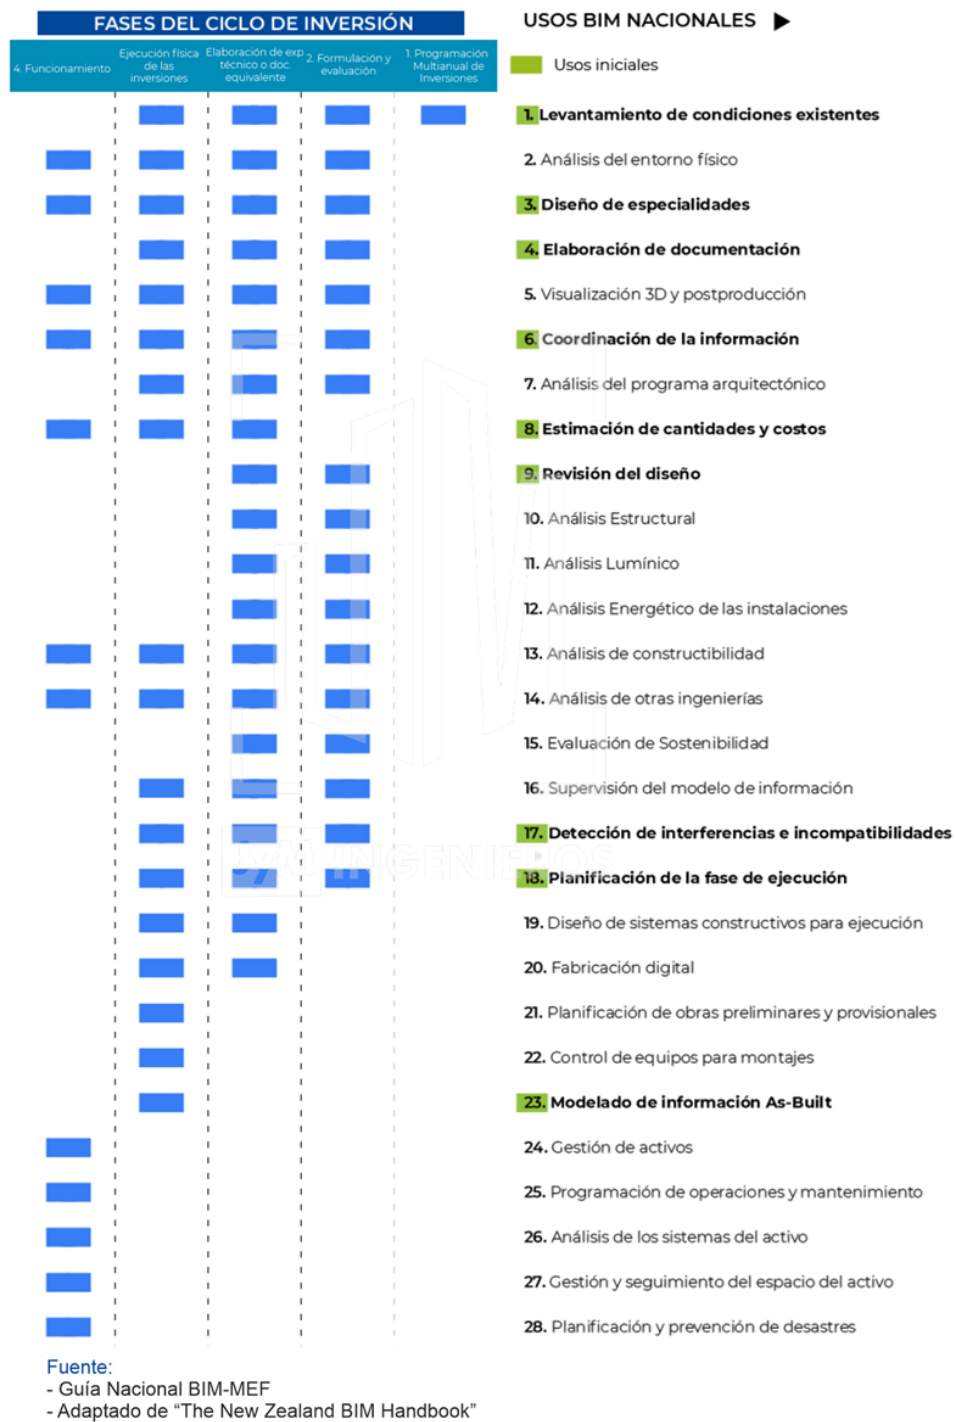 FASES DEL CICLO DE INVERSIÓN
USOS BIM NACIONALES
4. Funcionamiento
Ejecución física
de las
inversiones
Elaboración de exp
técnico o doc.
equivalente
2. Formulación y
evaluación
1. Programación
Multianual de
Inversiones
Usos iniciales
1. Levantamiento de condiciones existentes
2. Análisis del entorno físico
3. Diseño de especialidades
4. Elaboración de documentación
5. Visualización 3D y postproducción
6. Coordinación de la información
7. Análisis del programa arquitectónico
8. Estimación de cantidades y costos
9. Revisión del diseño
10. Análisis Estructural
11. Análisis Lumínico
12. Análisis Energético de las instalaciones
13. Análisis de constructibilidad
14. Análisis de otras ingenierías
15. Evaluación de Sostenibilidad
16. Supervisión del modelo de información
17. Detección de interferencias e incompatibilidades
JyM INGENIEROS
18. Planificación de la fase de ejecución
19. Diseño de sistemas constructivos para ejecución
20. Fabricación digital
21. Planificación de obras preliminares y provisionales
22. Control de equipos para montajes
23. Modelado de información As-Built
24. Gestión de activos
25. Programación de operaciones y mantenimiento
26. Análisis de los sistemas del activo
27. Gestión y seguimiento del espacio del activo
28. Planificación y prevención de desastres
Fuente:
- Guía Nacional BIM-MEF
- Adaptado de “The New Zealand BIM Handbook”